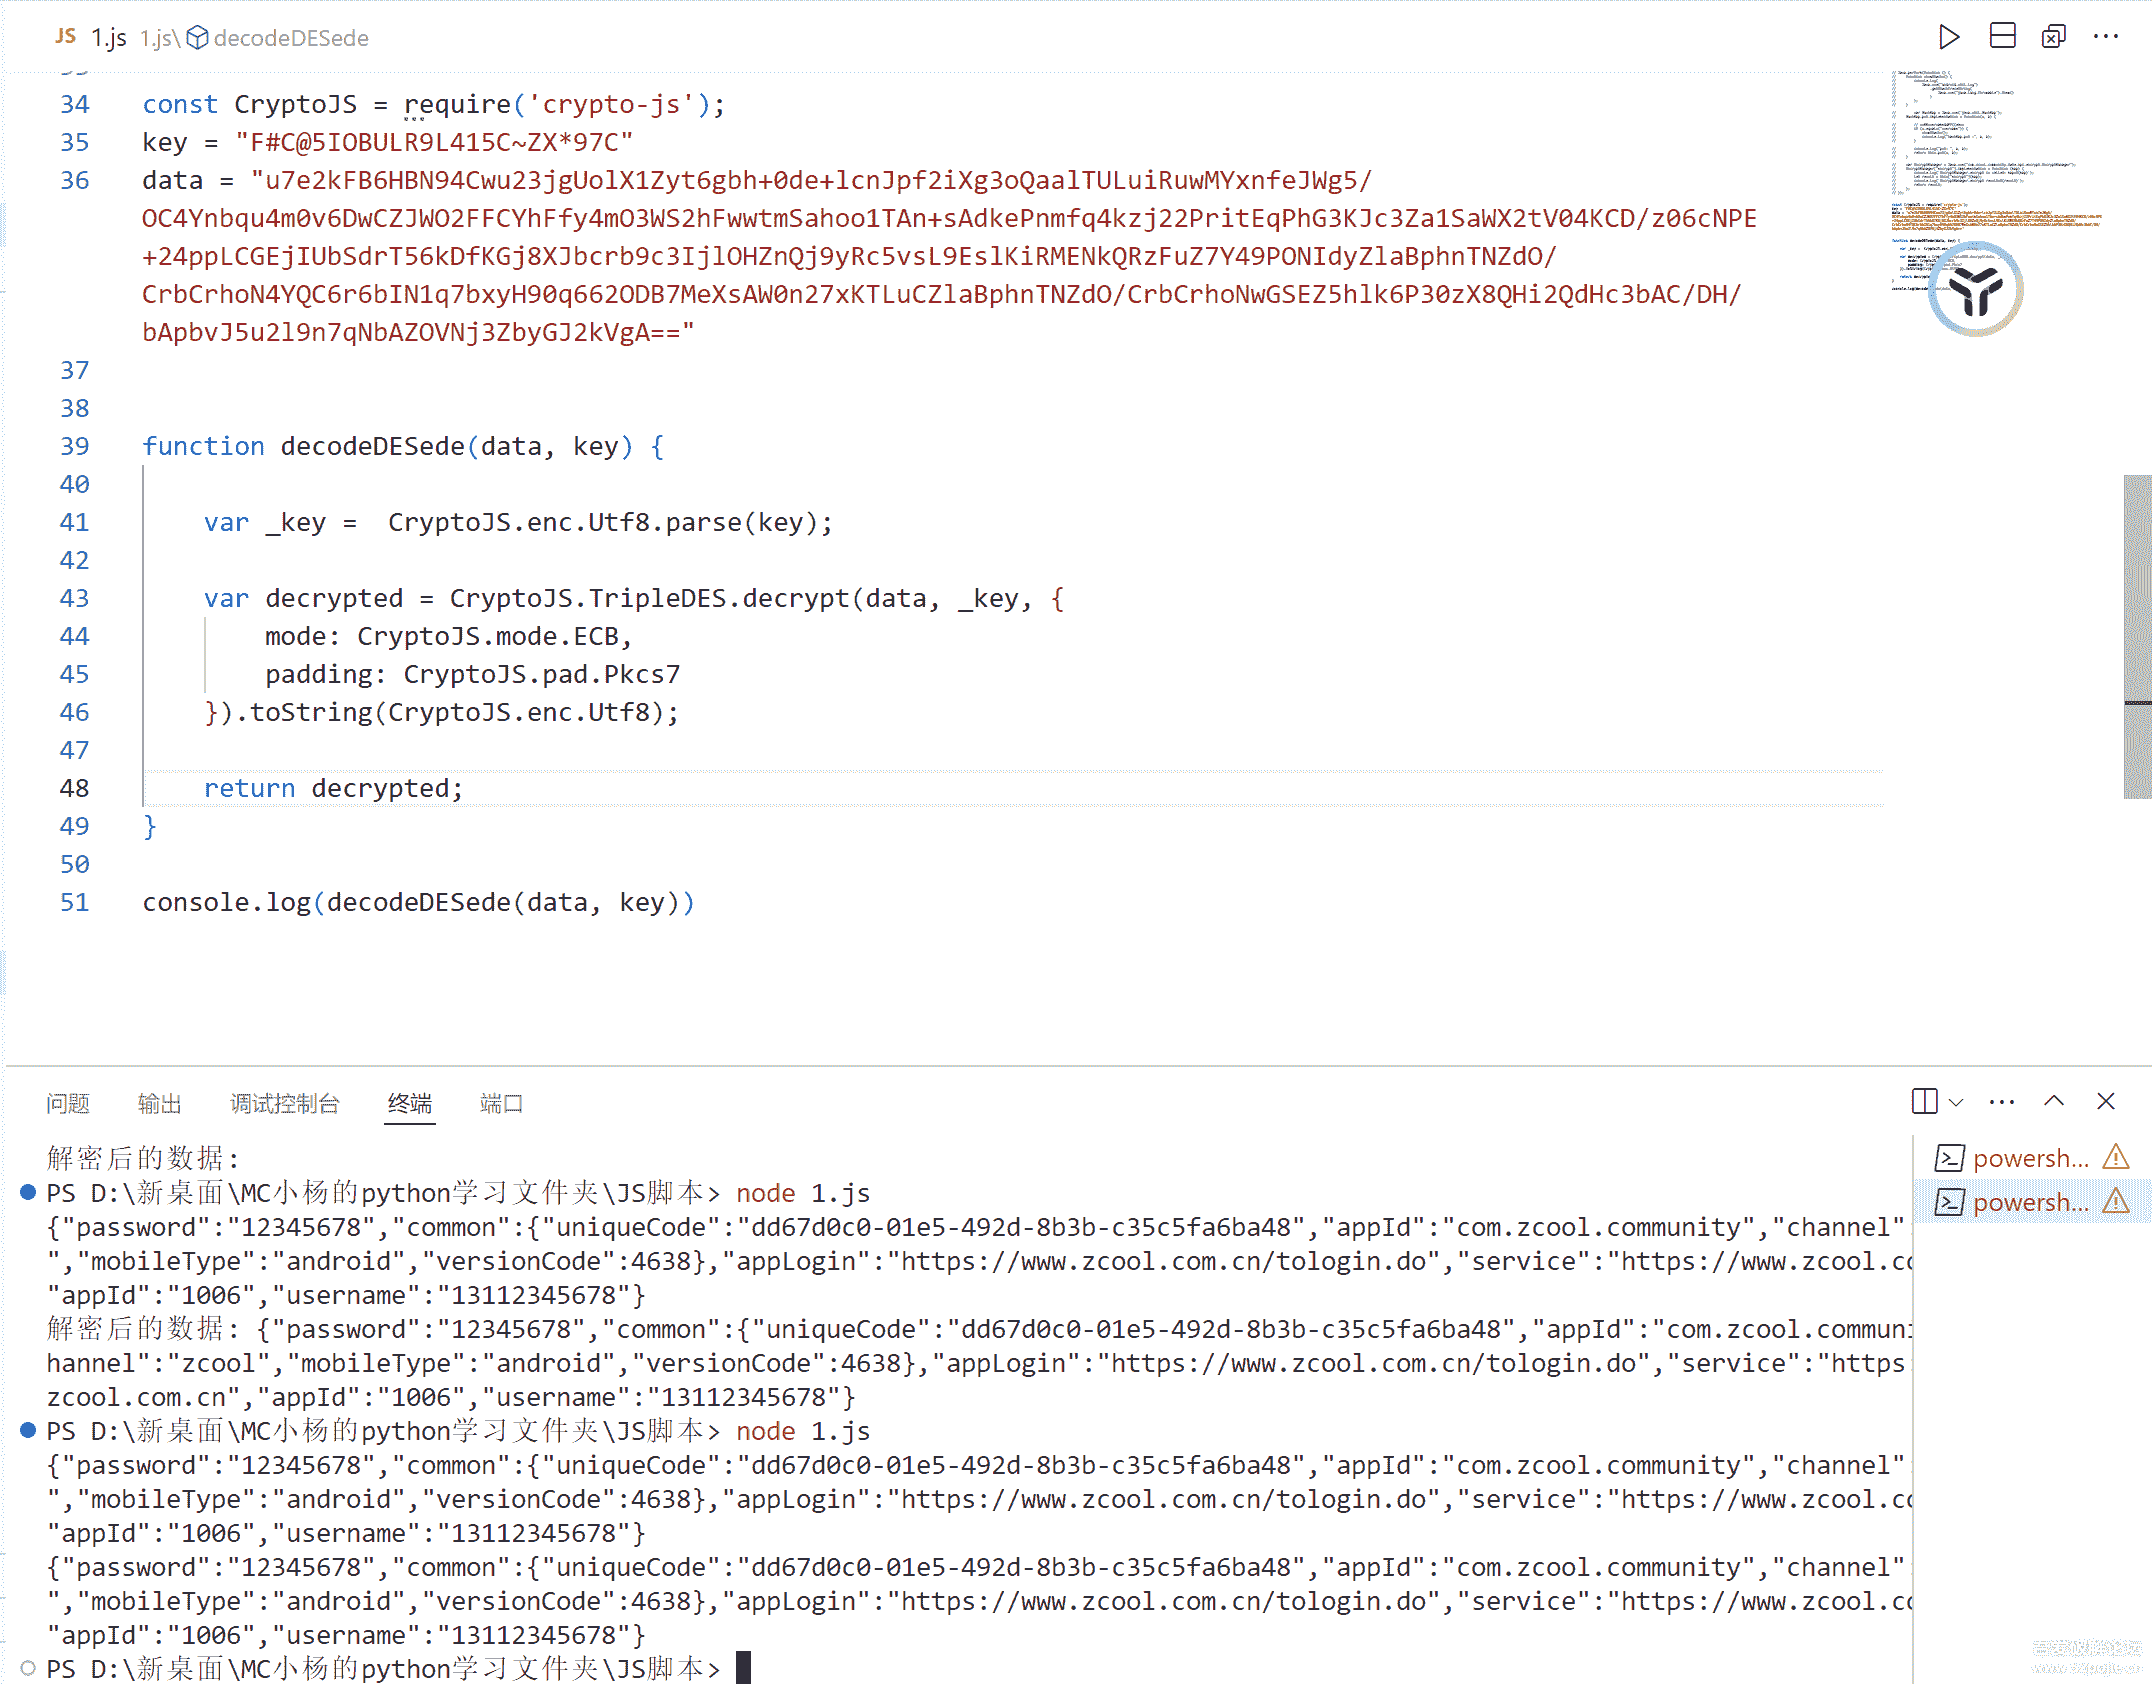 JS 1.js 1.js\ decodeDESede
34 const CryptoJS = require('crypto-js');
35 key = "F#C@5IOBULR9L415C~ZX*97C"
36 data = "u7e2kFB6HBN94Cwu23jgUolX1Zyt6gbh+0de+lcnJpf2iXg3oQaalTULuiRuwMYxnfeJWg5/
OC4Ynbqu4m0v6DwCZJWO2FFCYhFfy4mO3WS2hFwwtmSahoo1TAn+sAdkePnmfq4kzj22PritEqPhG3KJc3Za1SaWX2tV04KCD/z06cNPE
+24ppLCGEjIUbSdrT56kDfKGj8XJbcrb9c3IjlOHZnQj9yRc5vsL9EslKiRMENkQRzFuZ7Y49PONIdyZlaBphnTNZdO/
CrbCrhoN4YQC6r6bIN1q7bxyH90q662ODB7MeXsAW0n27xKTLuCZlaBphnTNZdO/CrbCrhoNwGSEZ5hlk6P30zX8QHi2QdHc3bAC/DH/
bApbvJ5u2l9n7qNbAZOVNj3ZbyGJ2kVgA=="
37
38
39 function decodeDESede(data, key) {
40
41 var _key =  CryptoJS.enc.Utf8.parse(key);
42
43 var decrypted = CryptoJS.TripleDES.decrypt(data, _key, {
44 mode: CryptoJS.mode.ECB,
45 padding: CryptoJS.pad.Pkcs7
46 }).toString(CryptoJS.enc.Utf8);
47
48 return decrypted;
49 }
50
51 console.log(decodeDESede(data, key))
问题 输出 调试控制台 终端 端口
解密后的数据:
PS D:\新桌面\MC小杨的python学习文件夹\JS脚本> node 1.js
{"password":"12345678","common":{"uniqueCode":"dd67d0c0-01e5-492d-8b3b-c35c5fa6ba48","appId":"com.zcool.community","channel":
","mobileType":"android","versionCode":4638},"appLogin":"https://www.zcool.com.cn/tologin.do","service":"https://www.zcool.co
"appId":"1006","username":"13112345678"}
解密后的数据: {"password":"12345678","common":{"uniqueCode":"dd67d0c0-01e5-492d-8b3b-c35c5fa6ba48","appId":"com.zcool.communi
hannel":"zcool","mobileType":"android","versionCode":4638},"appLogin":"https://www.zcool.com.cn/tologin.do","service":"https
zcool.com.cn","appId":"1006","username":"13112345678"}
PS D:\新桌面\MC小杨的python学习文件夹\JS脚本> node 1.js
{"password":"12345678","common":{"uniqueCode":"dd67d0c0-01e5-492d-8b3b-c35c5fa6ba48","appId":"com.zcool.community","channel":
","mobileType":"android","versionCode":4638},"appLogin":"https://www.zcool.com.cn/tologin.do","service":"https://www.zcool.co
"appId":"1006","username":"13112345678"}
{"password":"12345678","common":{"uniqueCode":"dd67d0c0-01e5-492d-8b3b-c35c5fa6ba48","appId":"com.zcool.community","channel":
","mobileType":"android","versionCode":4638},"appLogin":"https://www.zcool.com.cn/tologin.do","service":"https://www.zcool.co
"appId":"1006","username":"13112345678"}
PS D:\新桌面\MC小杨的python学习文件夹\JS脚本>
powersh...
powersh...